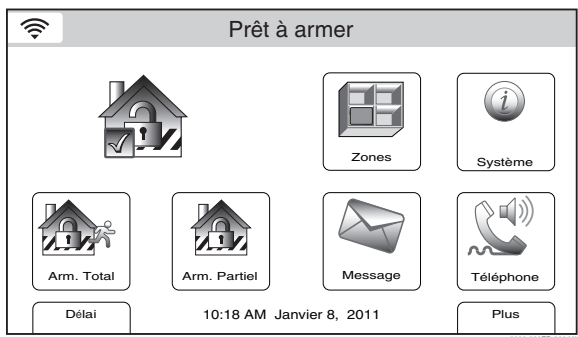 Prêt à armer
Zones
Système
Arm. Total
Arm. Partiel
Message
Téléphone
Délai
10:18 AM Janvier 8, 2011
Plus